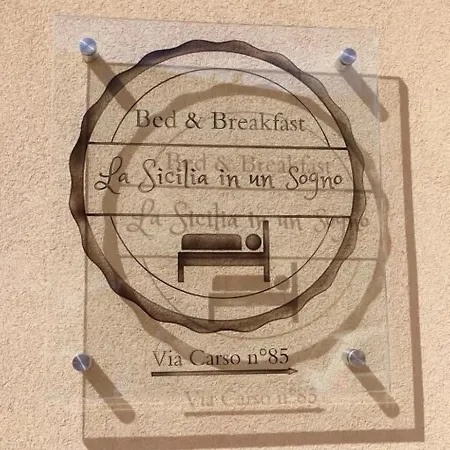 Bed & Breakfast
La Sicilia in un Sogno
Via Carso n°85